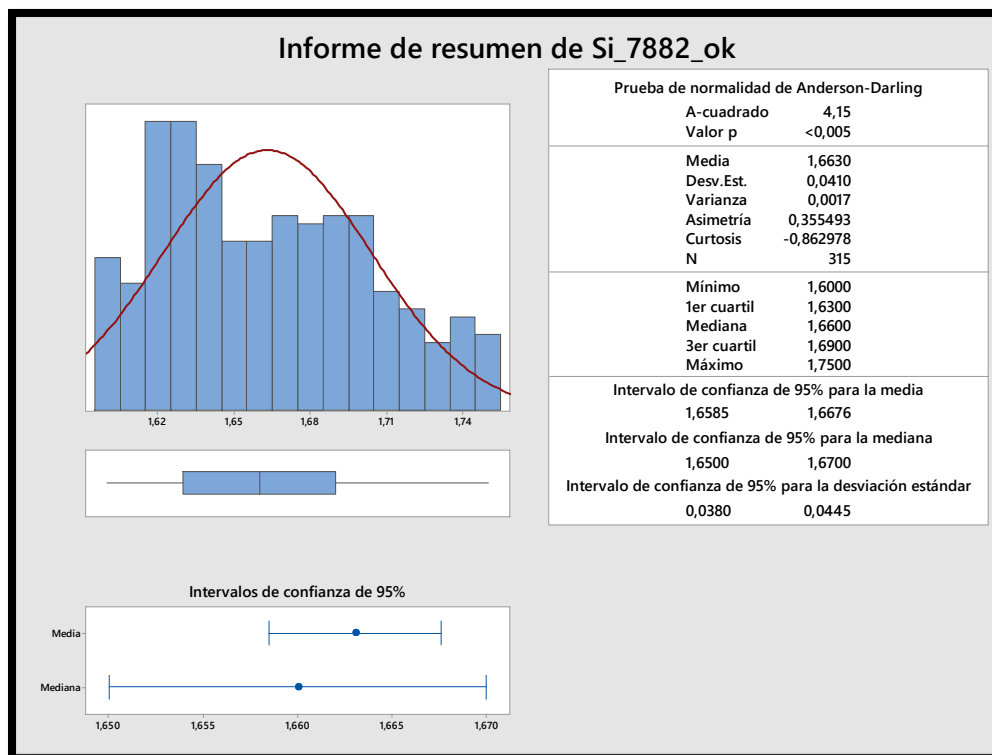 Informe de resumen de Si_7882_ok
1,62 1,65 1,68 1,71 1,74
Prueba de normalidad de Anderson-Darling
A-cuadrado 4,15
Valor p <0,005
Media 1,6630
Desv.Est. 0,0410
Varianza 0,0017
Asimetría 0,355493
Curtosis -0,862978
N 315
Mínimo 1,6000
1er cuartil 1,6300
Mediana 1,6600
3er cuartil 1,6900
Máximo 1,7500
Intervalo de confianza de 95% para la media
1,6585 1,6676
Intervalo de confianza de 95% para la mediana
1,6500 1,6700
Intervalo de confianza de 95% para la desviación estándar
0,0380 0,0445
Intervalos de confianza de 95%
Media
Mediana
1,650 1,655 1,660 1,665 1,670